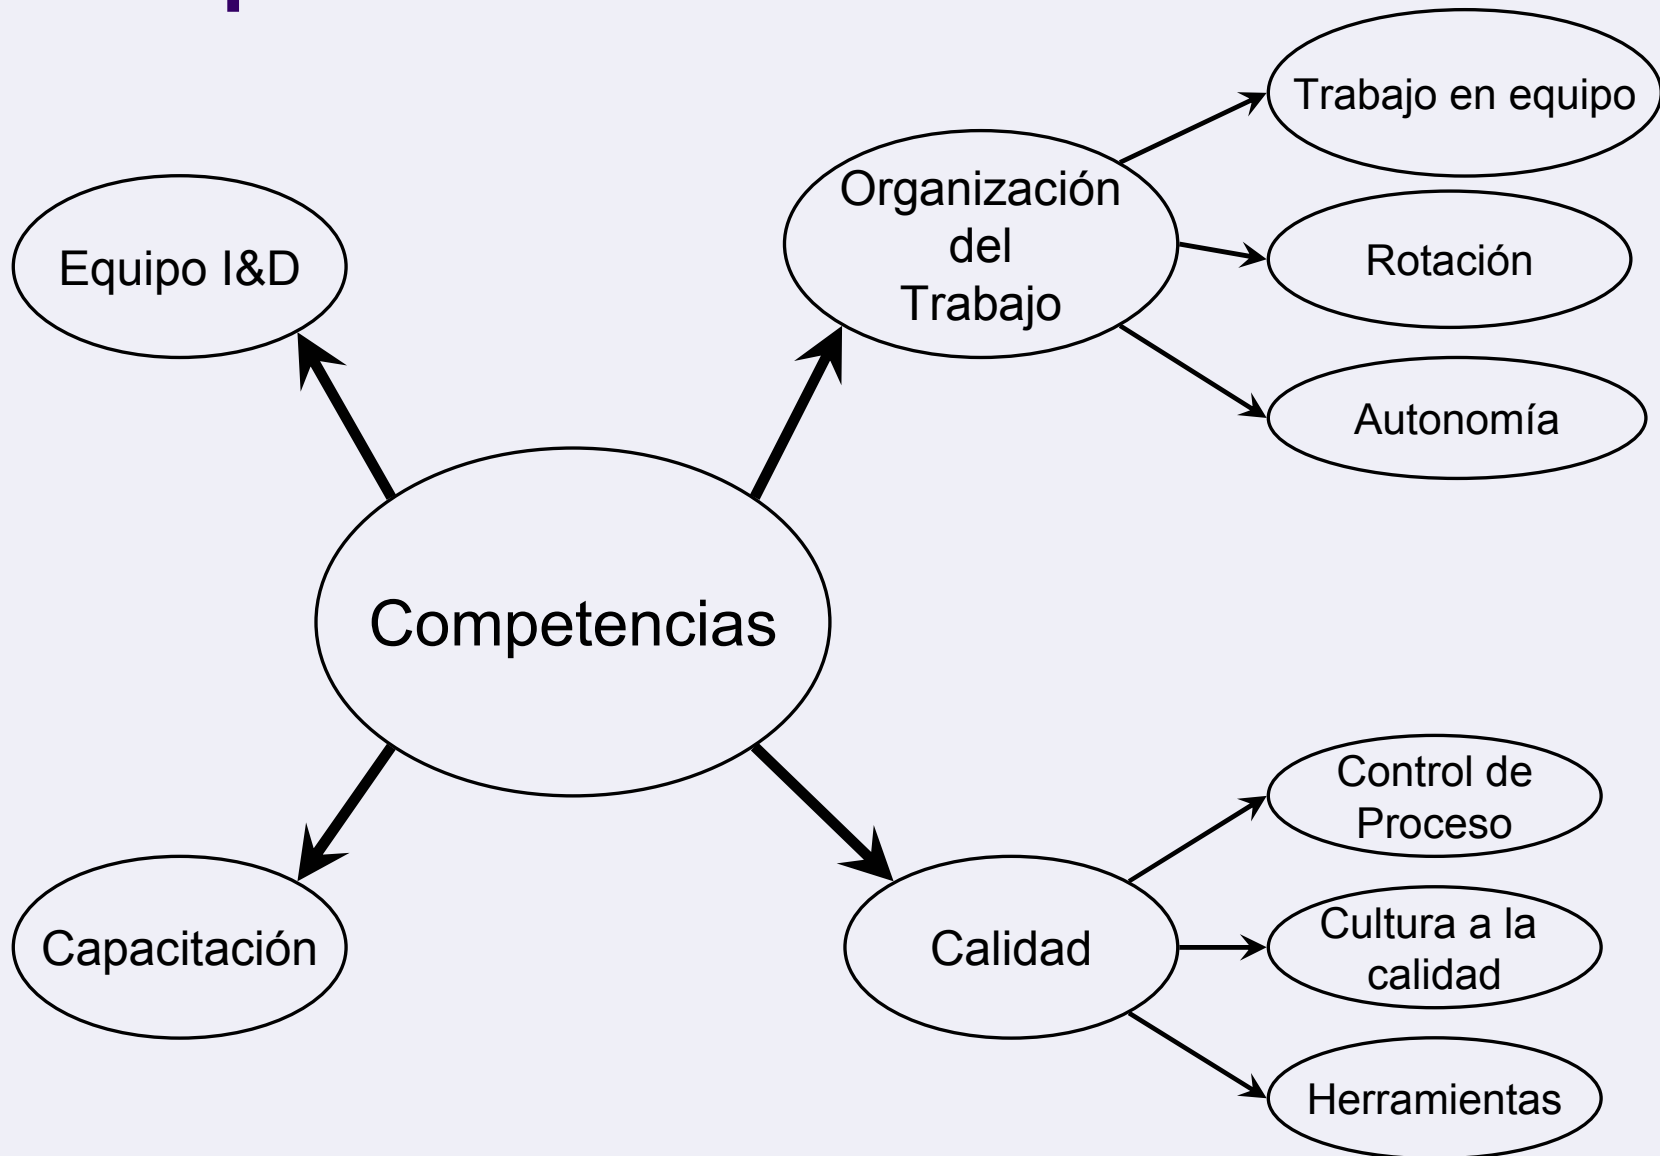 Trabajo en equipo
Organización
del
Trabajo
Rotación
Autonomía
Equipo I&D
Competencias
Capacitación
Calidad
Control de
Proceso
Cultura a la
calidad
Herramientas